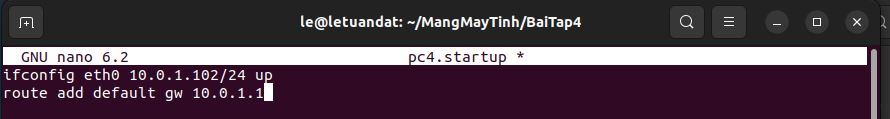 le@letuandat: ~/MangMayTinh/BaiTap4
GNU nano 6.2 pc4.startup *
ifconfig eth0 10.0.1.102/24 up
route add default gw 10.0.1.1